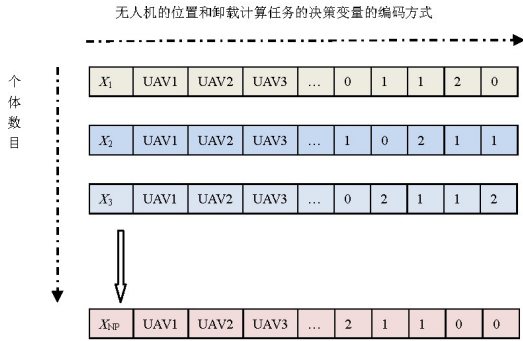 无人机的位置和卸载计算任务的决策变量的编码方式
个体数目
X1 UAV1 UAV2 UAV3 ... 0 1 1 2 0
X2 UAV1 UAV2 UAV3 ... 1 0 2 1 1
X3 UAV1 UAV2 UAV3 ... 0 2 1 1 2
XNP UAV1 UAV2 UAV3 ... 2 1 1 0 0